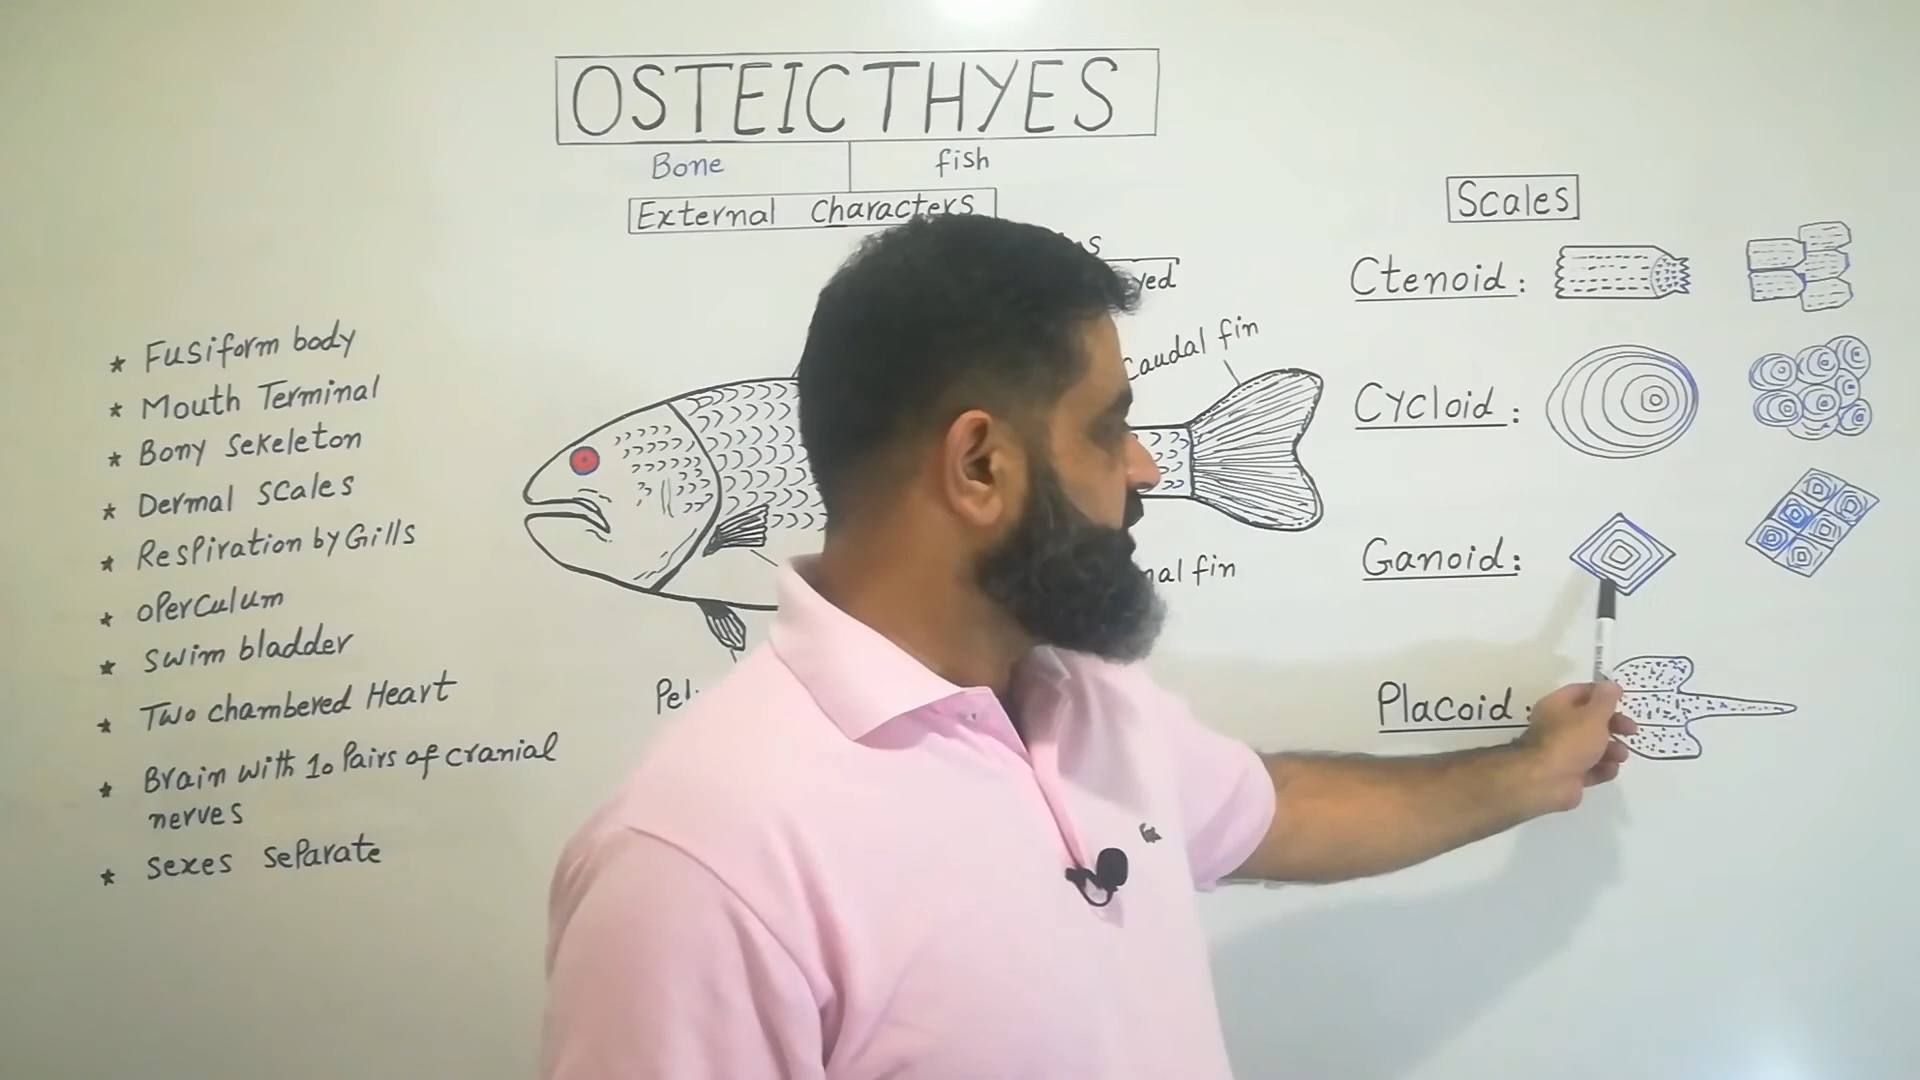 OSTEICTHYES
Bone fish
External Characters
* Fusiform body
* Mouth Terminal
* Bony sekeleton
* Dermal scales
* Respiration by Gills
* operculum
* swim bladder
* Two chambered Heart
* Brain with 10 Pairs of cranial
nerves
* sexes separate
Caudal fin
fin
Scales
Ctenoid:
Cycloid:
Ganoid:
Placoid: